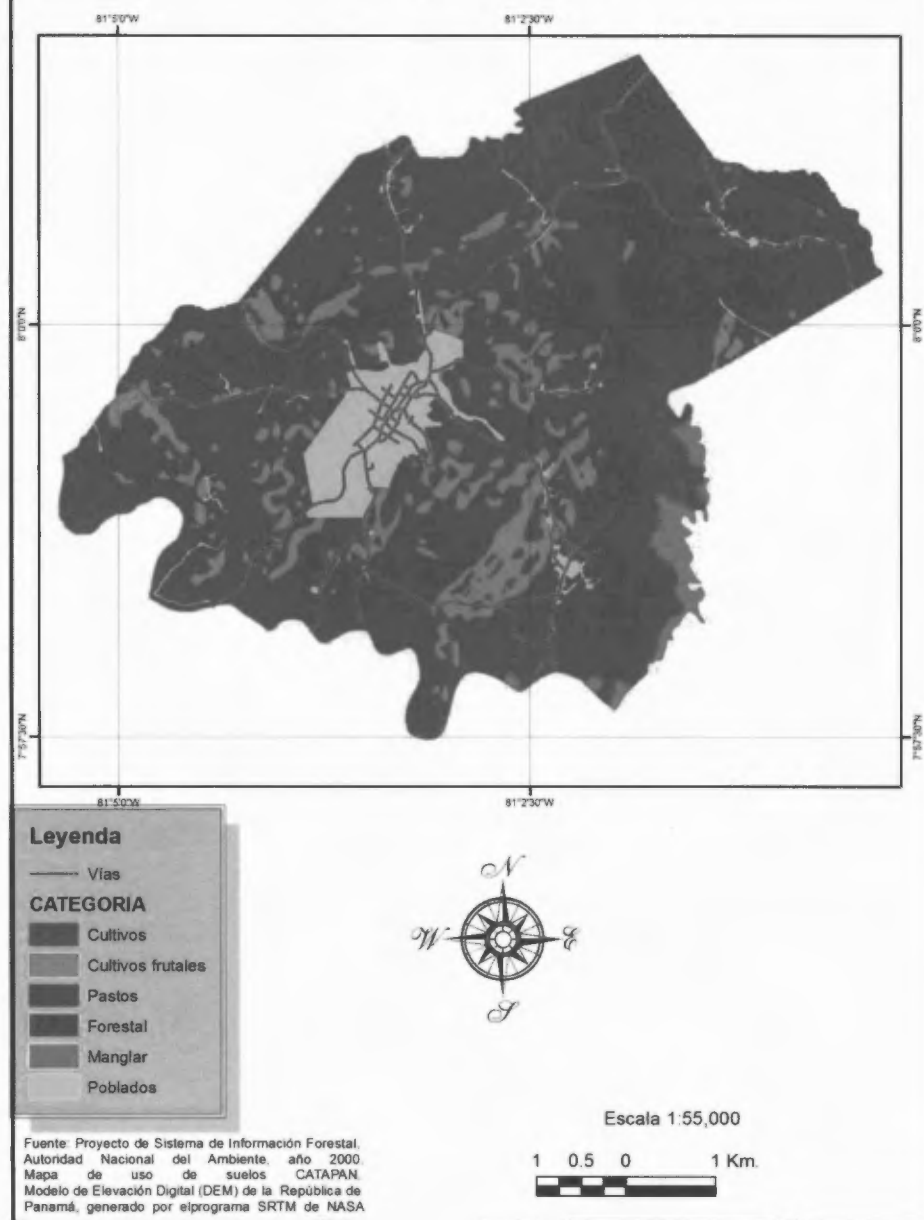 81°5'0"W 81°2'30"W
8°0'0"N 8°0'0"N
7°57'30"N 7°57'30"N
81°5'0"W 81°2'30"W
Leyenda
Vías
CATEGORIA
Cultivos
Cultivos frutales
Pastos
Forestal
Manglar
Poblados
N
W E
S
Escala 1:55,000
1 0.5 0 1 Km.
Fuente: Proyecto de Sistema de Información Forestal.
Autoridad Nacional del Ambiente, año 2000.
Mapa de uso de suelos CATAPAN.
Modelo de Elevación Digital (DEM) de la República de
Panamá, generado por elprograma SRTM de NASA